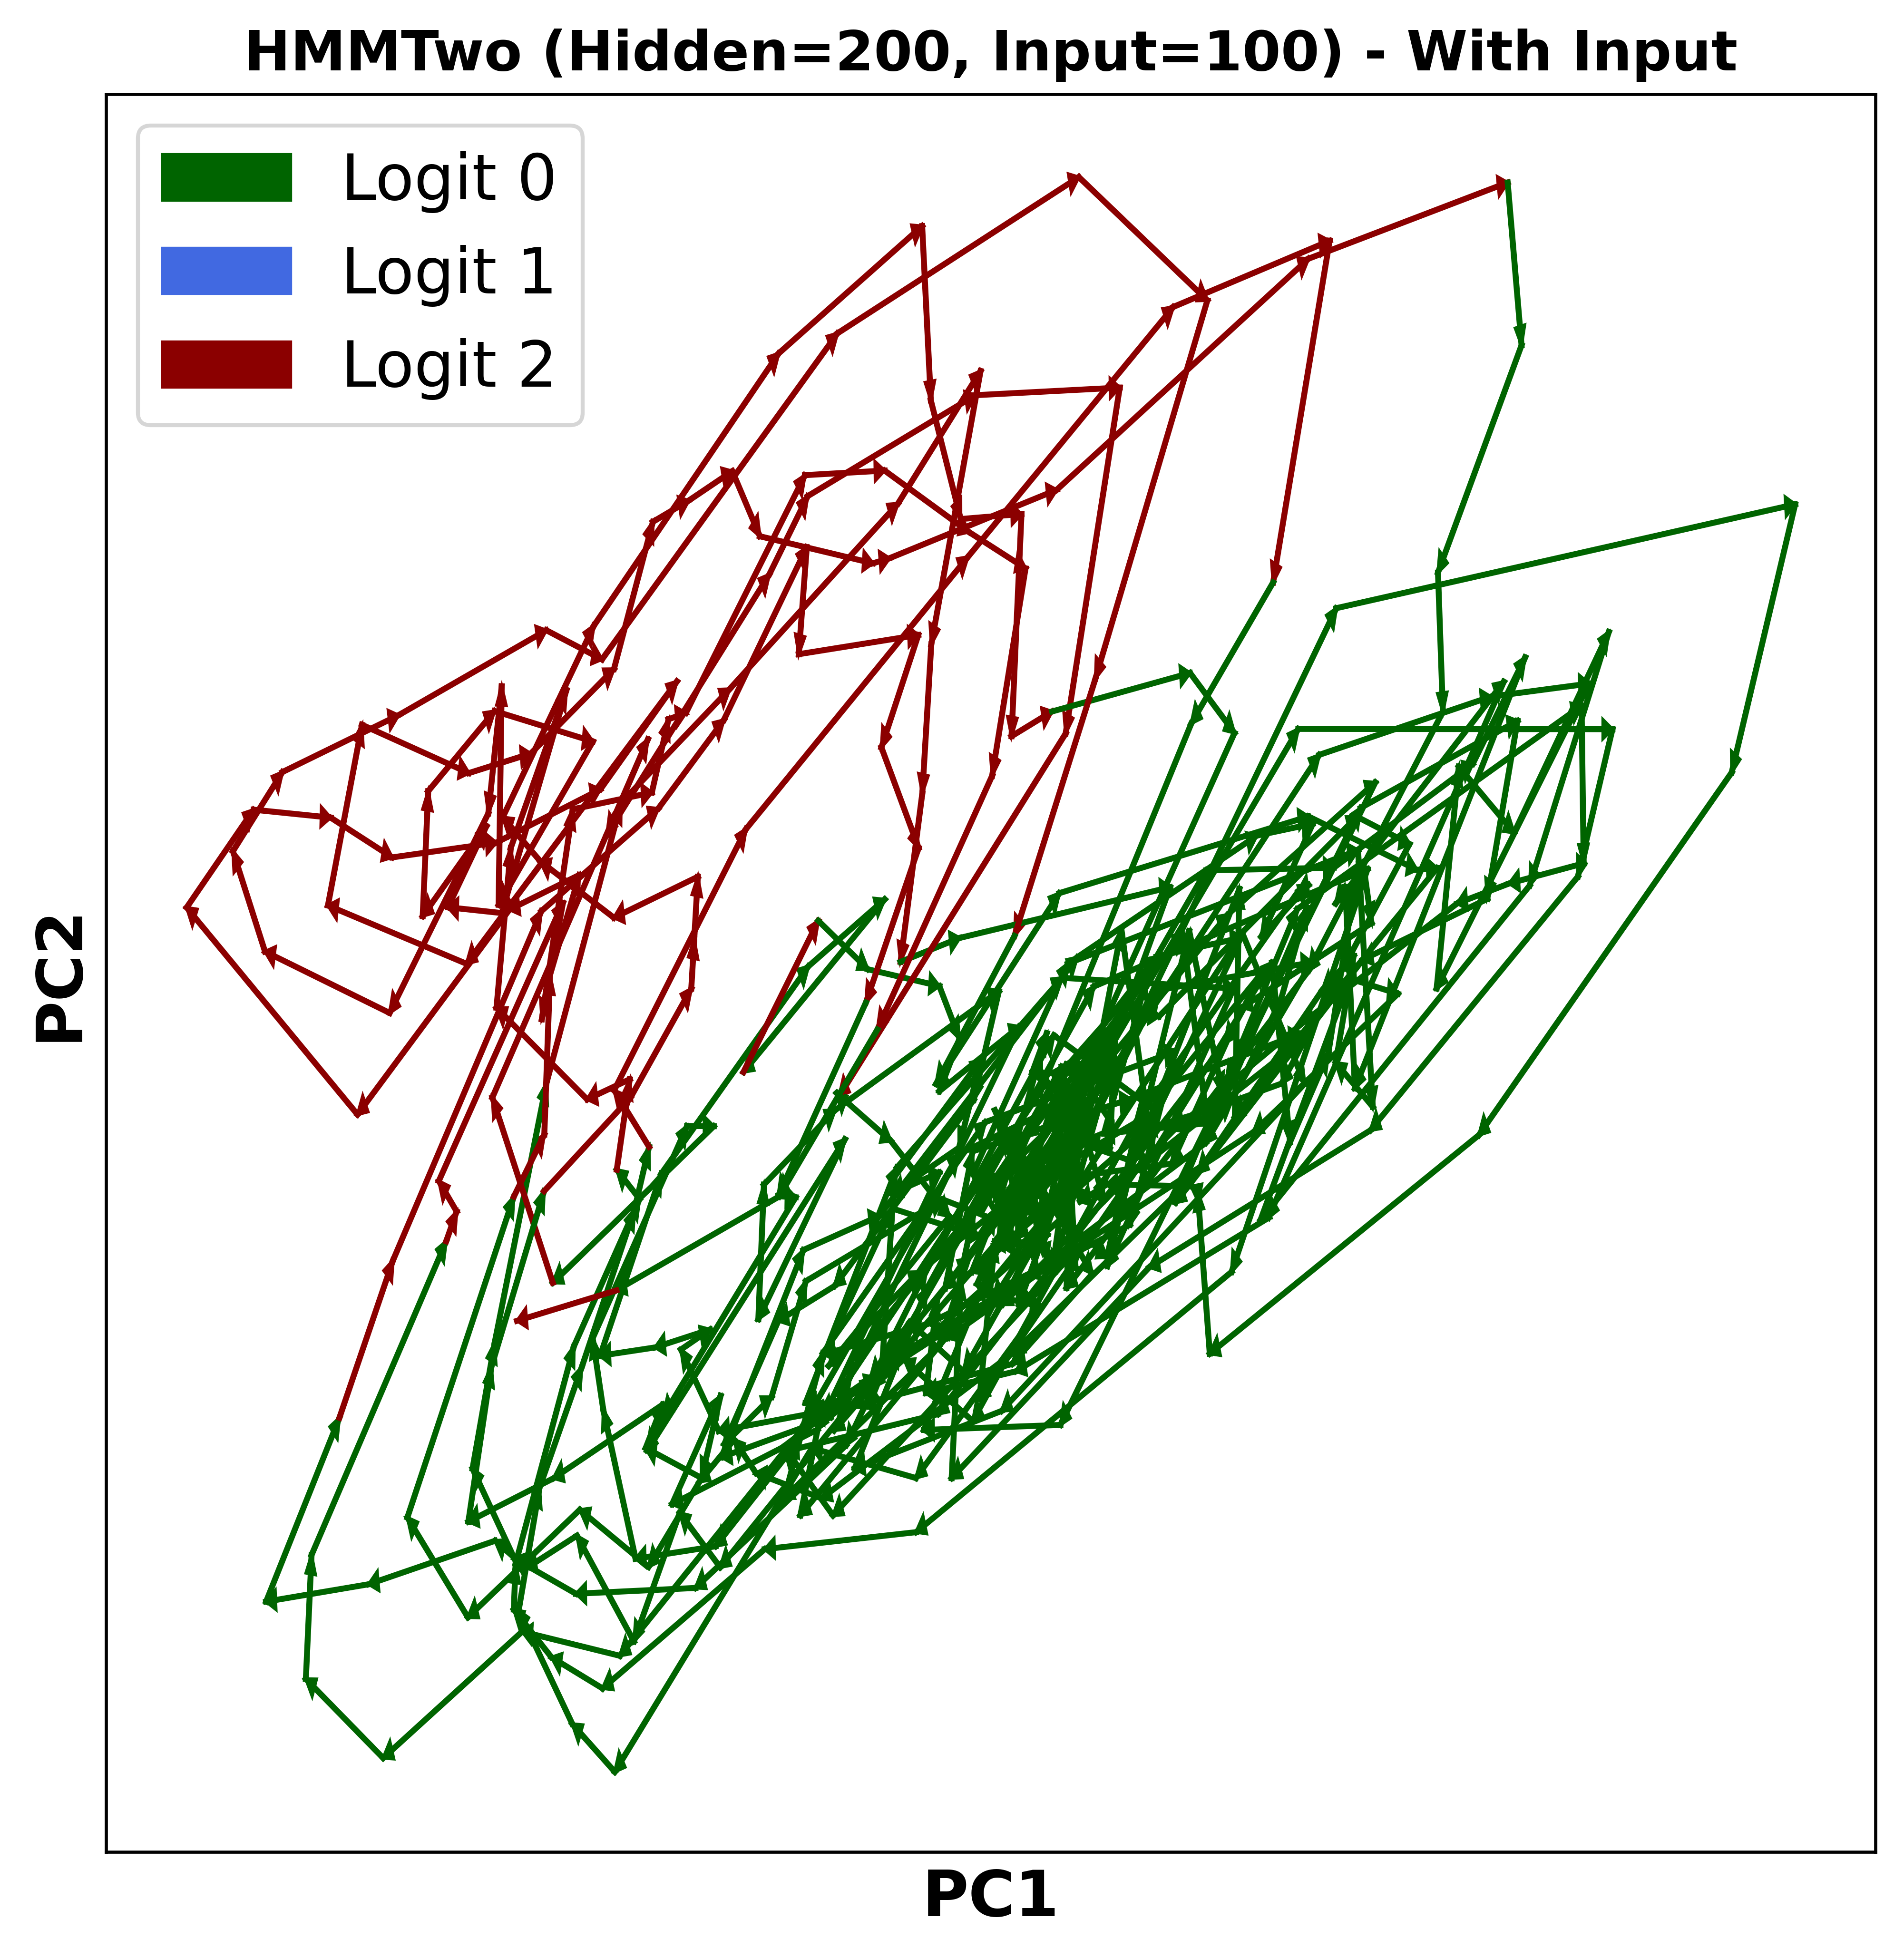 HMMTwo (Hidden=200, Input=100) - With Input
Logit 0
Logit 1
Logit 2
PC2
PC1